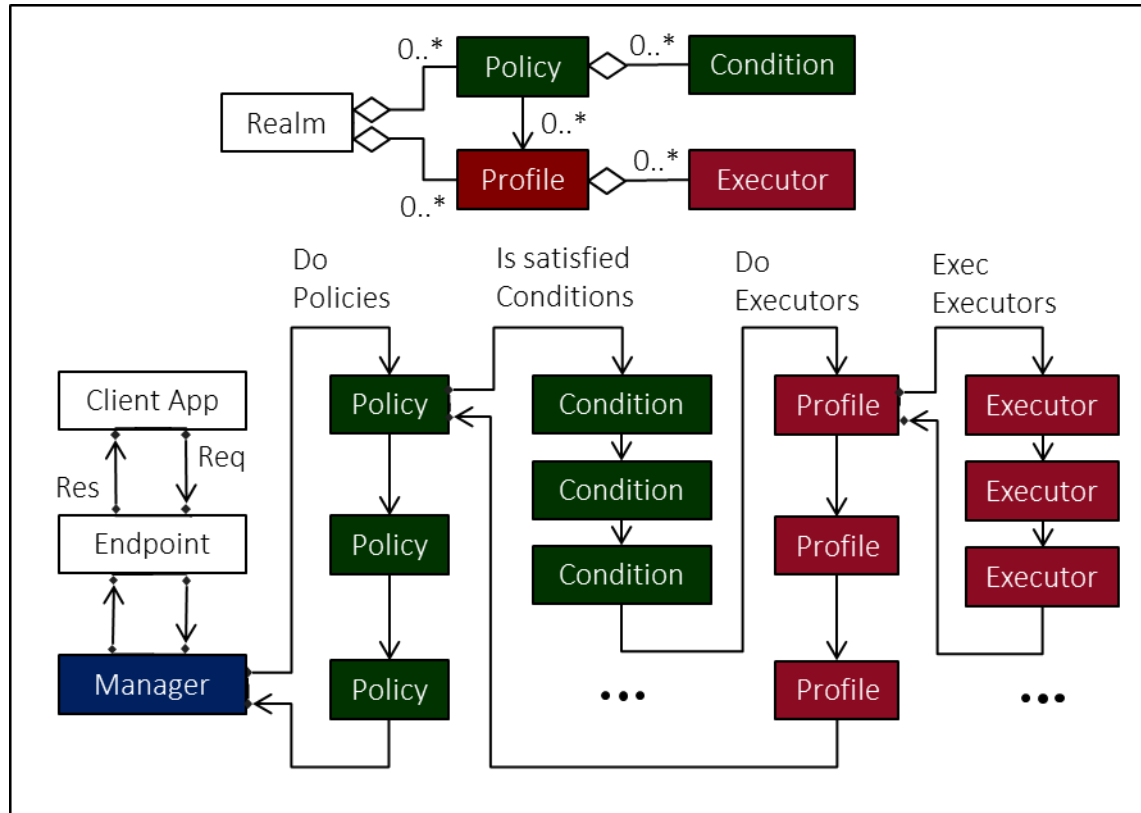 0..*
Policy
0..*
Condition
Realm
0..*
Profile
0..*
Executor
0..*
Do
Policies
Is satisfied
Conditions
Do
Executors
Exec
Executors
Client App
Res
Req
Endpoint
Manager
Policy
Policy
Policy
Condition
Condition
Condition
...
Profile
Profile
Profile
Executor
Executor
Executor
...